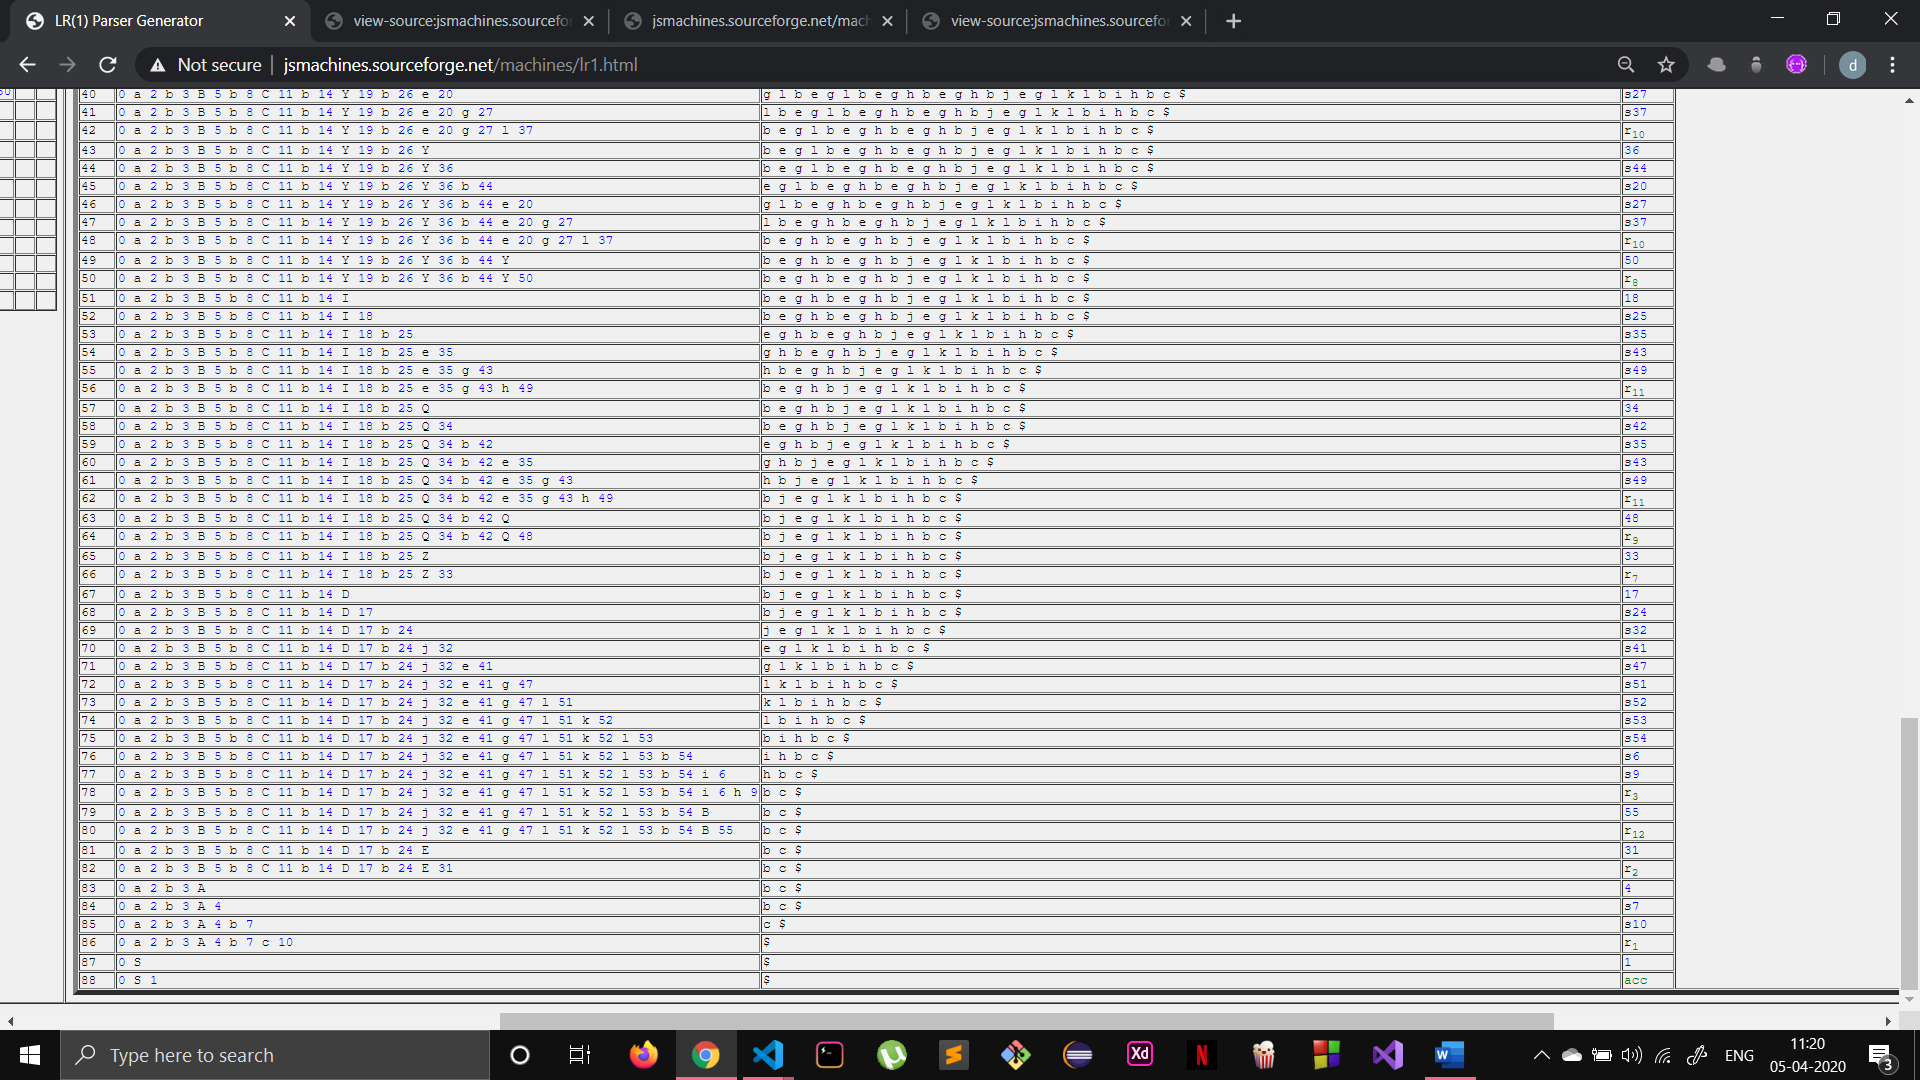 LR(1) Parser Generator
view-source:jsmachines.sourcefor
jsmachines.sourceforge.net/mach
view-source:jsmachines.sourcefor
Not secure | jsmachines.sourceforge.net/machines/lr1.html
40 0 a 2 b 3 B 5 b 8 C 11 b 14 Y 19 b 26 e 20 g l b e g l b e g h b e g h b j e g l k l b i h b c $ s27
41 0 a 2 b 3 B 5 b 8 C 11 b 14 Y 19 b 26 e 20 g 27 l b e g l b e g h b e g h b j e g l k l b i h b c $ s37
42 0 a 2 b 3 B 5 b 8 C 11 b 14 Y 19 b 26 e 20 g 27 l 37 b e g l b e g h b e g h b j e g l k l b i h b c $ r10
43 0 a 2 b 3 B 5 b 8 C 11 b 14 Y 19 b 26 Y b e g l b e g h b e g h b j e g l k l b i h b c $ 36
44 0 a 2 b 3 B 5 b 8 C 11 b 14 Y 19 b 26 Y 36 b e g l b e g h b e g h b j e g l k l b i h b c $ s44
45 0 a 2 b 3 B 5 b 8 C 11 b 14 Y 19 b 26 Y 36 b 44 e g l b e g h b e g h b j e g l k l b i h b c $ s20
46 0 a 2 b 3 B 5 b 8 C 11 b 14 Y 19 b 26 Y 36 b 44 e 20 g l b e g h b e g h b j e g l k l b i h b c $ s27
47 0 a 2 b 3 B 5 b 8 C 11 b 14 Y 19 b 26 Y 36 b 44 e 20 g 27 l b e g h b e g h b j e g l k l b i h b c $ s37
48 0 a 2 b 3 B 5 b 8 C 11 b 14 Y 19 b 26 Y 36 b 44 e 20 g 27 l 37 b e g h b e g h b j e g l k l b i h b c $ r10
49 0 a 2 b 3 B 5 b 8 C 11 b 14 Y 19 b 26 Y 36 b 44 Y b e g h b e g h b j e g l k l b i h b c $ 50
50 0 a 2 b 3 B 5 b 8 C 11 b 14 Y 19 b 26 Y 36 b 44 Y 50 b e g h b e g h b j e g l k l b i h b c $ r8
51 0 a 2 b 3 B 5 b 8 C 11 b 14 I b e g h b e g h b j e g l k l b i h b c $ 18
52 0 a 2 b 3 B 5 b 8 C 11 b 14 I 18 b e g h b e g h b j e g l k l b i h b c $ s25
53 0 a 2 b 3 B 5 b 8 C 11 b 14 I 18 b 25 e g h b e g h b j e g l k l b i h b c $ s35
54 0 a 2 b 3 B 5 b 8 C 11 b 14 I 18 b 25 e 35 g h b e g h b j e g l k l b i h b c $ s43
55 0 a 2 b 3 B 5 b 8 C 11 b 14 I 18 b 25 e 35 g 43 h b e g h b j e g l k l b i h b c $ s49
56 0 a 2 b 3 B 5 b 8 C 11 b 14 I 18 b 25 e 35 g 43 h 49 b e g h b j e g l k l b i h b c $ r11
57 0 a 2 b 3 B 5 b 8 C 11 b 14 I 18 b 25 Q b e g h b j e g l k l b i h b c $ 34
58 0 a 2 b 3 B 5 b 8 C 11 b 14 I 18 b 25 Q 34 b e g h b j e g l k l b i h b c $ s42
59 0 a 2 b 3 B 5 b 8 C 11 b 14 I 18 b 25 Q 34 b 42 e g h b j e g l k l b i h b c $ s35
60 0 a 2 b 3 B 5 b 8 C 11 b 14 I 18 b 25 Q 34 b 42 e 35 g h b j e g l k l b i h b c $ s43
61 0 a 2 b 3 B 5 b 8 C 11 b 14 I 18 b 25 Q 34 b 42 e 35 g 43 h b j e g l k l b i h b c $ s49
62 0 a 2 b 3 B 5 b 8 C 11 b 14 I 18 b 25 Q 34 b 42 e 35 g 43 h 49 b j e g l k l b i h b c $ r11
63 0 a 2 b 3 B 5 b 8 C 11 b 14 I 18 b 25 Q 34 b 42 Q b j e g l k l b i h b c $ 48
64 0 a 2 b 3 B 5 b 8 C 11 b 14 I 18 b 25 Q 34 b 42 Q 48 b j e g l k l b i h b c $ r9
65 0 a 2 b 3 B 5 b 8 C 11 b 14 I 18 b 25 Z b j e g l k l b i h b c $ 33
66 0 a 2 b 3 B 5 b 8 C 11 b 14 I 18 b 25 Z 33 b j e g l k l b i h b c $ r7
67 0 a 2 b 3 B 5 b 8 C 11 b 14 D b j e g l k l b i h b c $ 17
68 0 a 2 b 3 B 5 b 8 C 11 b 14 D 17 b j e g l k l b i h b c $ s24
69 0 a 2 b 3 B 5 b 8 C 11 b 14 D 17 b 24 j e g l k l b i h b c $ s32
70 0 a 2 b 3 B 5 b 8 C 11 b 14 D 17 b 24 j 32 e g l k l b i h b c $ s41
71 0 a 2 b 3 B 5 b 8 C 11 b 14 D 17 b 24 j 32 e 41 g l k l b i h b c $ s47
72 0 a 2 b 3 B 5 b 8 C 11 b 14 D 17 b 24 j 32 e 41 g 47 l k l b i h b c $ s51
73 0 a 2 b 3 B 5 b 8 C 11 b 14 D 17 b 24 j 32 e 41 g 47 l 51 k l b i h b c $ s52
74 0 a 2 b 3 B 5 b 8 C 11 b 14 D 17 b 24 j 32 e 41 g 47 l 51 k 52 l b i h b c $ s53
75 0 a 2 b 3 B 5 b 8 C 11 b 14 D 17 b 24 j 32 e 41 g 47 l 51 k 52 l 53 b i h b c $ s54
76 0 a 2 b 3 B 5 b 8 C 11 b 14 D 17 b 24 j 32 e 41 g 47 l 51 k 52 l 53 b 54 i h b c $ s6
77 0 a 2 b 3 B 5 b 8 C 11 b 14 D 17 b 24 j 32 e 41 g 47 l 51 k 52 l 53 b 54 i 6 h b c $ s9
78 0 a 2 b 3 B 5 b 8 C 11 b 14 D 17 b 24 j 32 e 41 g 47 l 51 k 52 l 53 b 54 i 6 h 9 b c $ r3
79 0 a 2 b 3 B 5 b 8 C 11 b 14 D 17 b 24 j 32 e 41 g 47 l 51 k 52 l 53 b 54 B b c $ 55
80 0 a 2 b 3 B 5 b 8 C 11 b 14 D 17 b 24 j 32 e 41 g 47 l 51 k 52 l 53 b 54 B 55 b c $ r12
81 0 a 2 b 3 B 5 b 8 C 11 b 14 D 17 b 24 E b c $ 31
82 0 a 2 b 3 B 5 b 8 C 11 b 14 D 17 b 24 E 31 b c $ r2
83 0 a 2 b 3 A b c $ 4
84 0 a 2 b 3 A 4 b c $ s7
85 0 a 2 b 3 A 4 b 7 c $ s10
86 0 a 2 b 3 A 4 b 7 c 10 $ r1
87 0 S $ 1
88 0 S 1 $ acc
Type here to search
ENG
11:20
05-04-2020
3